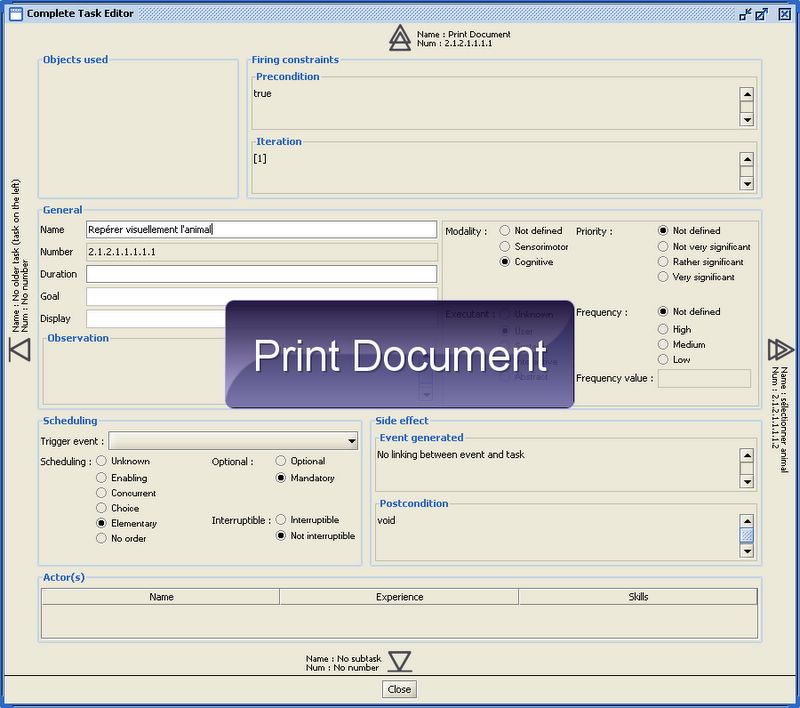 Complete Task Editor
Name : Print Document
Num : 2.1.2.1.1.1.1
Objects used
Firing constraints
Precondition
true
Iteration
[1]
Name : No older task (task on the left)
Num : No number
General
Name
Repérer visuellement l'animal
Number
2.1.2.1.1.1.1.1
Duration
Goal
Display
Observation
Modality :
Not defined
Sensorimotor
Cognitive
Executant :
Unknown
User
Abstract
Priority :
Not defined
Not very significant
Rather significant
Very significant
Frequency :
Not defined
High
Medium
Low
Frequency value :
Print Document
Name : sélectionner animal
Num : 2.1.2.1.1.1.1.2
Scheduling
Trigger event :
Scheduling :
Unknown
Enabling
Concurrent
Choice
Elementary
No order
Optional :
Optional
Mandatory
Interruptible :
Interruptible
Not interruptible
Side effect
Event generated
No linking between event and task
Postcondition
void
Actor(s)
Name Experience Skills
Name : No subtask
Num : No number
Close